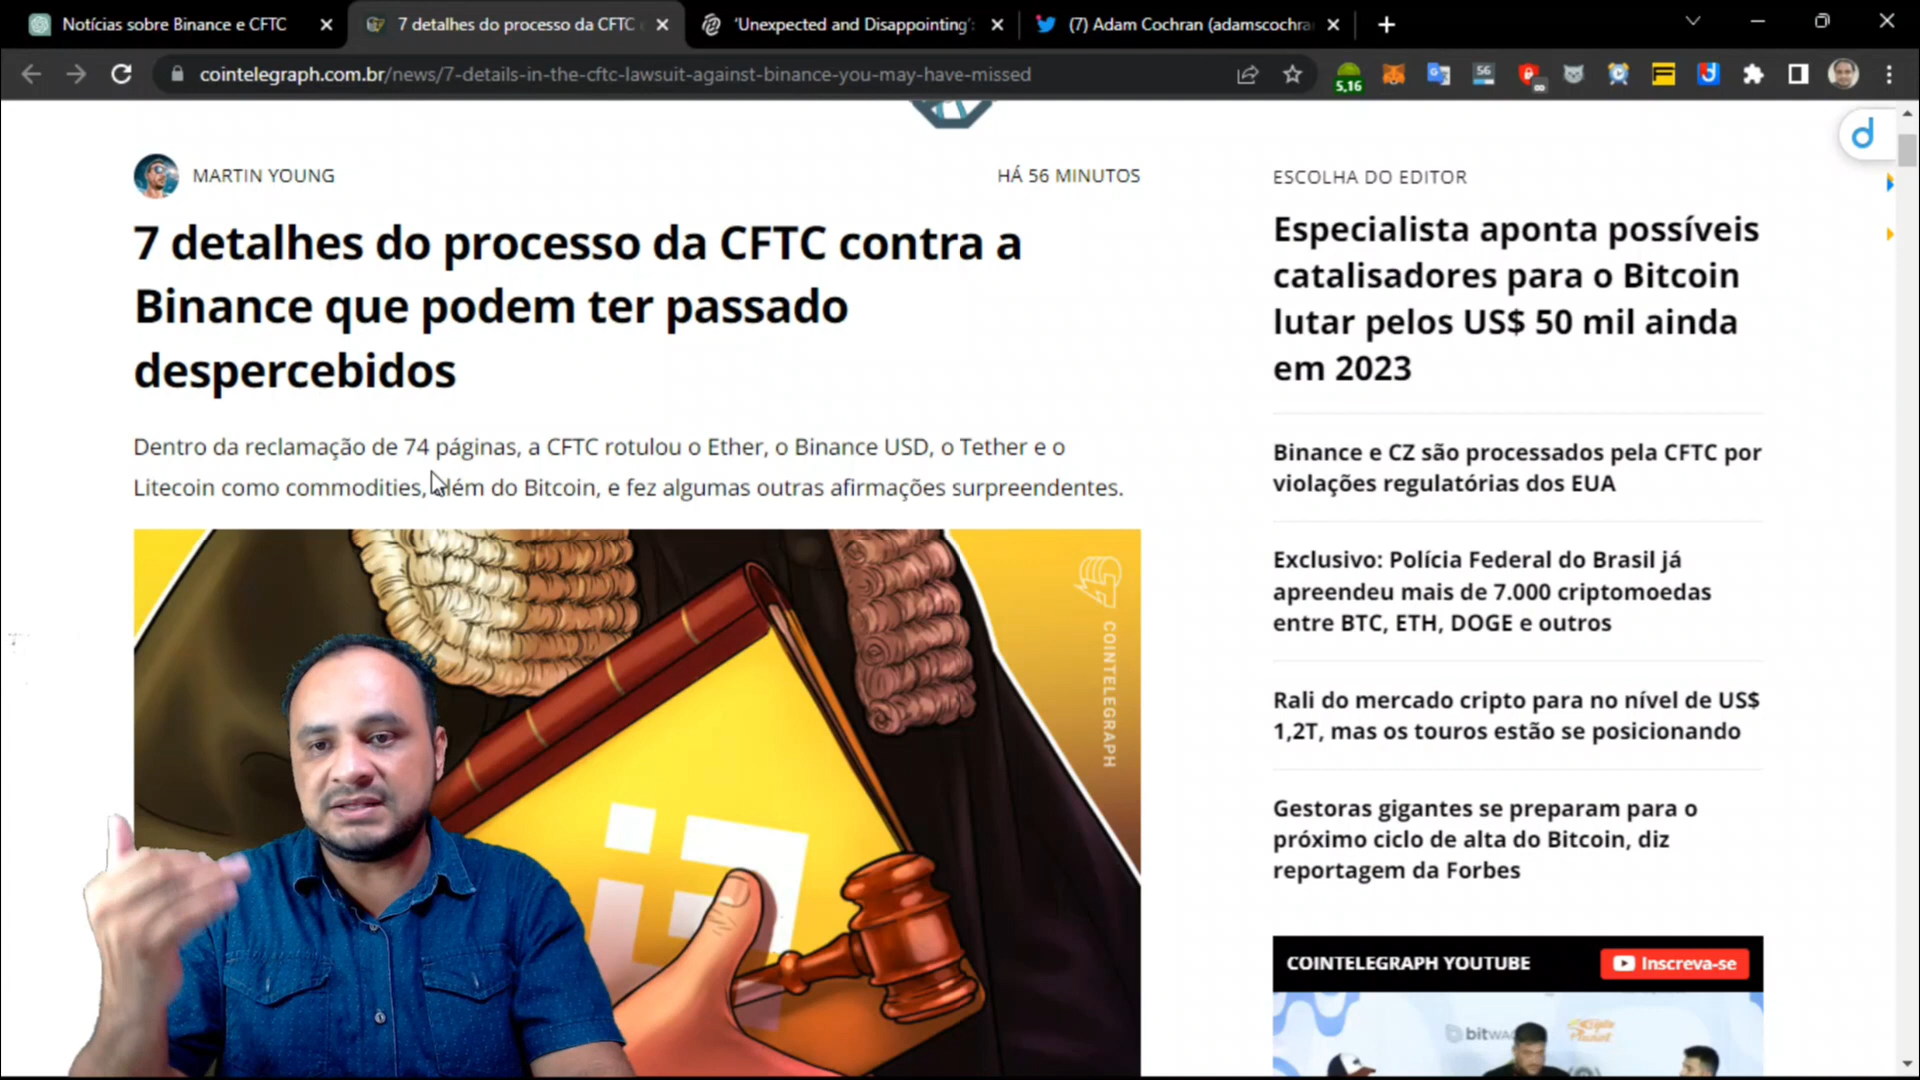 Notícias sobre Binance e CFTC
7 detalhes do processo da CFTC
'Unexpected and Disappointing':
(7) Adam Cochran (adamscochra
cointelegraph.com.br/news/7-details-in-the-cftc-lawsuit-against-binance-you-may-have-missed
5,16
56
MARTIN YOUNG
HÁ 56 MINUTOS
7 detalhes do processo da CFTC contra a
Binance que podem ter passado
despercebidos
Dentro da reclamação de 74 páginas, a CFTC rotulou o Ether, o Binance USD, o Tether e o
Litecoin como commodities, além do Bitcoin, e fez algumas outras afirmações surpreendentes.
COINTELEGRAPH
ESCOLHA DO EDITOR
Especialista aponta possíveis
catalisadores para o Bitcoin
lutar pelos US$ 50 mil ainda
em 2023
Binance e CZ são processados pela CFTC por
violações regulatórias dos EUA
Exclusivo: Polícia Federal do Brasil já
apreendeu mais de 7.000 criptomoedas
entre BTC, ETH, DOGE e outros
Rali do mercado cripto para no nível de US$
1,2T, mas os touros estão se posicionando
Gestoras gigantes se preparam para o
próximo ciclo de alta do Bitcoin, diz
reportagem da Forbes
COINTELEGRAPH YOUTUBE
Inscreva-se